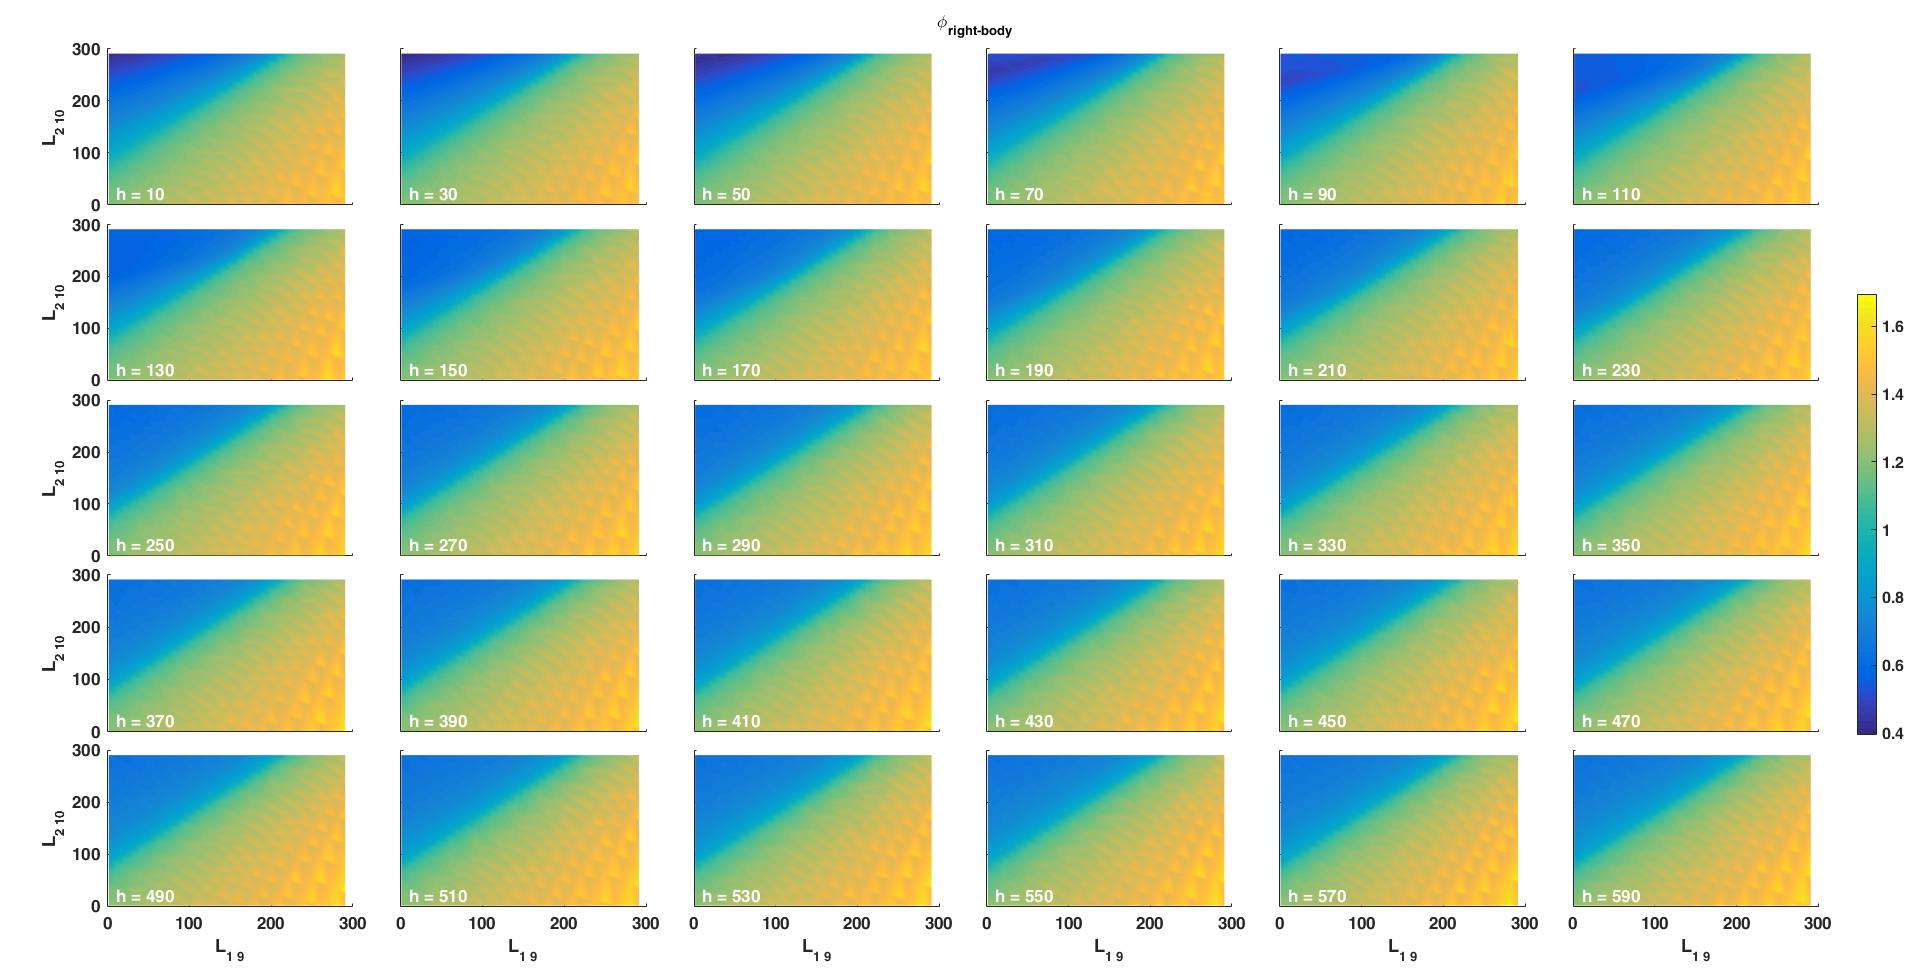 ϕright-body
300
200
100
0
L2 10
h = 10
h = 30
h = 50
h = 70
h = 90
h = 110
300
200
100
0
L2 10
h = 130
h = 150
h = 170
h = 190
h = 210
h = 230
300
200
100
0
L2 10
h = 250
h = 270
h = 290
h = 310
h = 330
h = 350
300
200
100
0
L2 10
h = 370
h = 390
h = 410
h = 430
h = 450
h = 470
300
200
100
0
L2 10
h = 490
h = 510
h = 530
h = 550
h = 570
h = 590
0 100 200 300 0 100 200 300 0 100 200 300 0 100 200 300 0 100 200 300 0 100 200 300
L1 9 L1 9 L1 9 L1 9 L1 9 L1 9
1.6
1.4
1.2
1
0.8
0.6
0.4